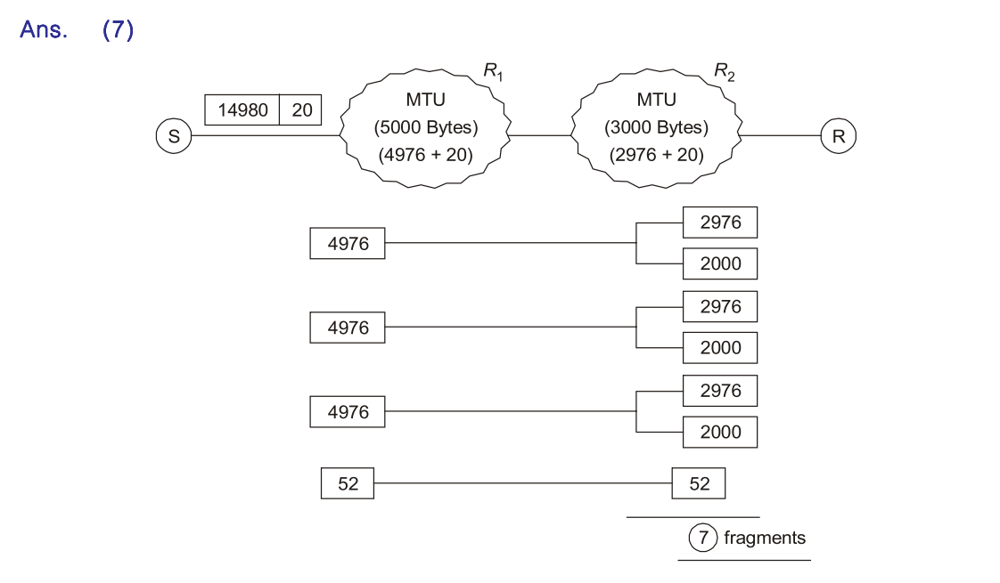 Ans. (7)
R1 R2
14980 20
MTU MTU
S (5000 Bytes) (3000 Bytes) R
(4976 + 20) (2976 + 20)
2976
4976
2000
2976
4976
2000
2976
4976
2000
52 52
7 fragments